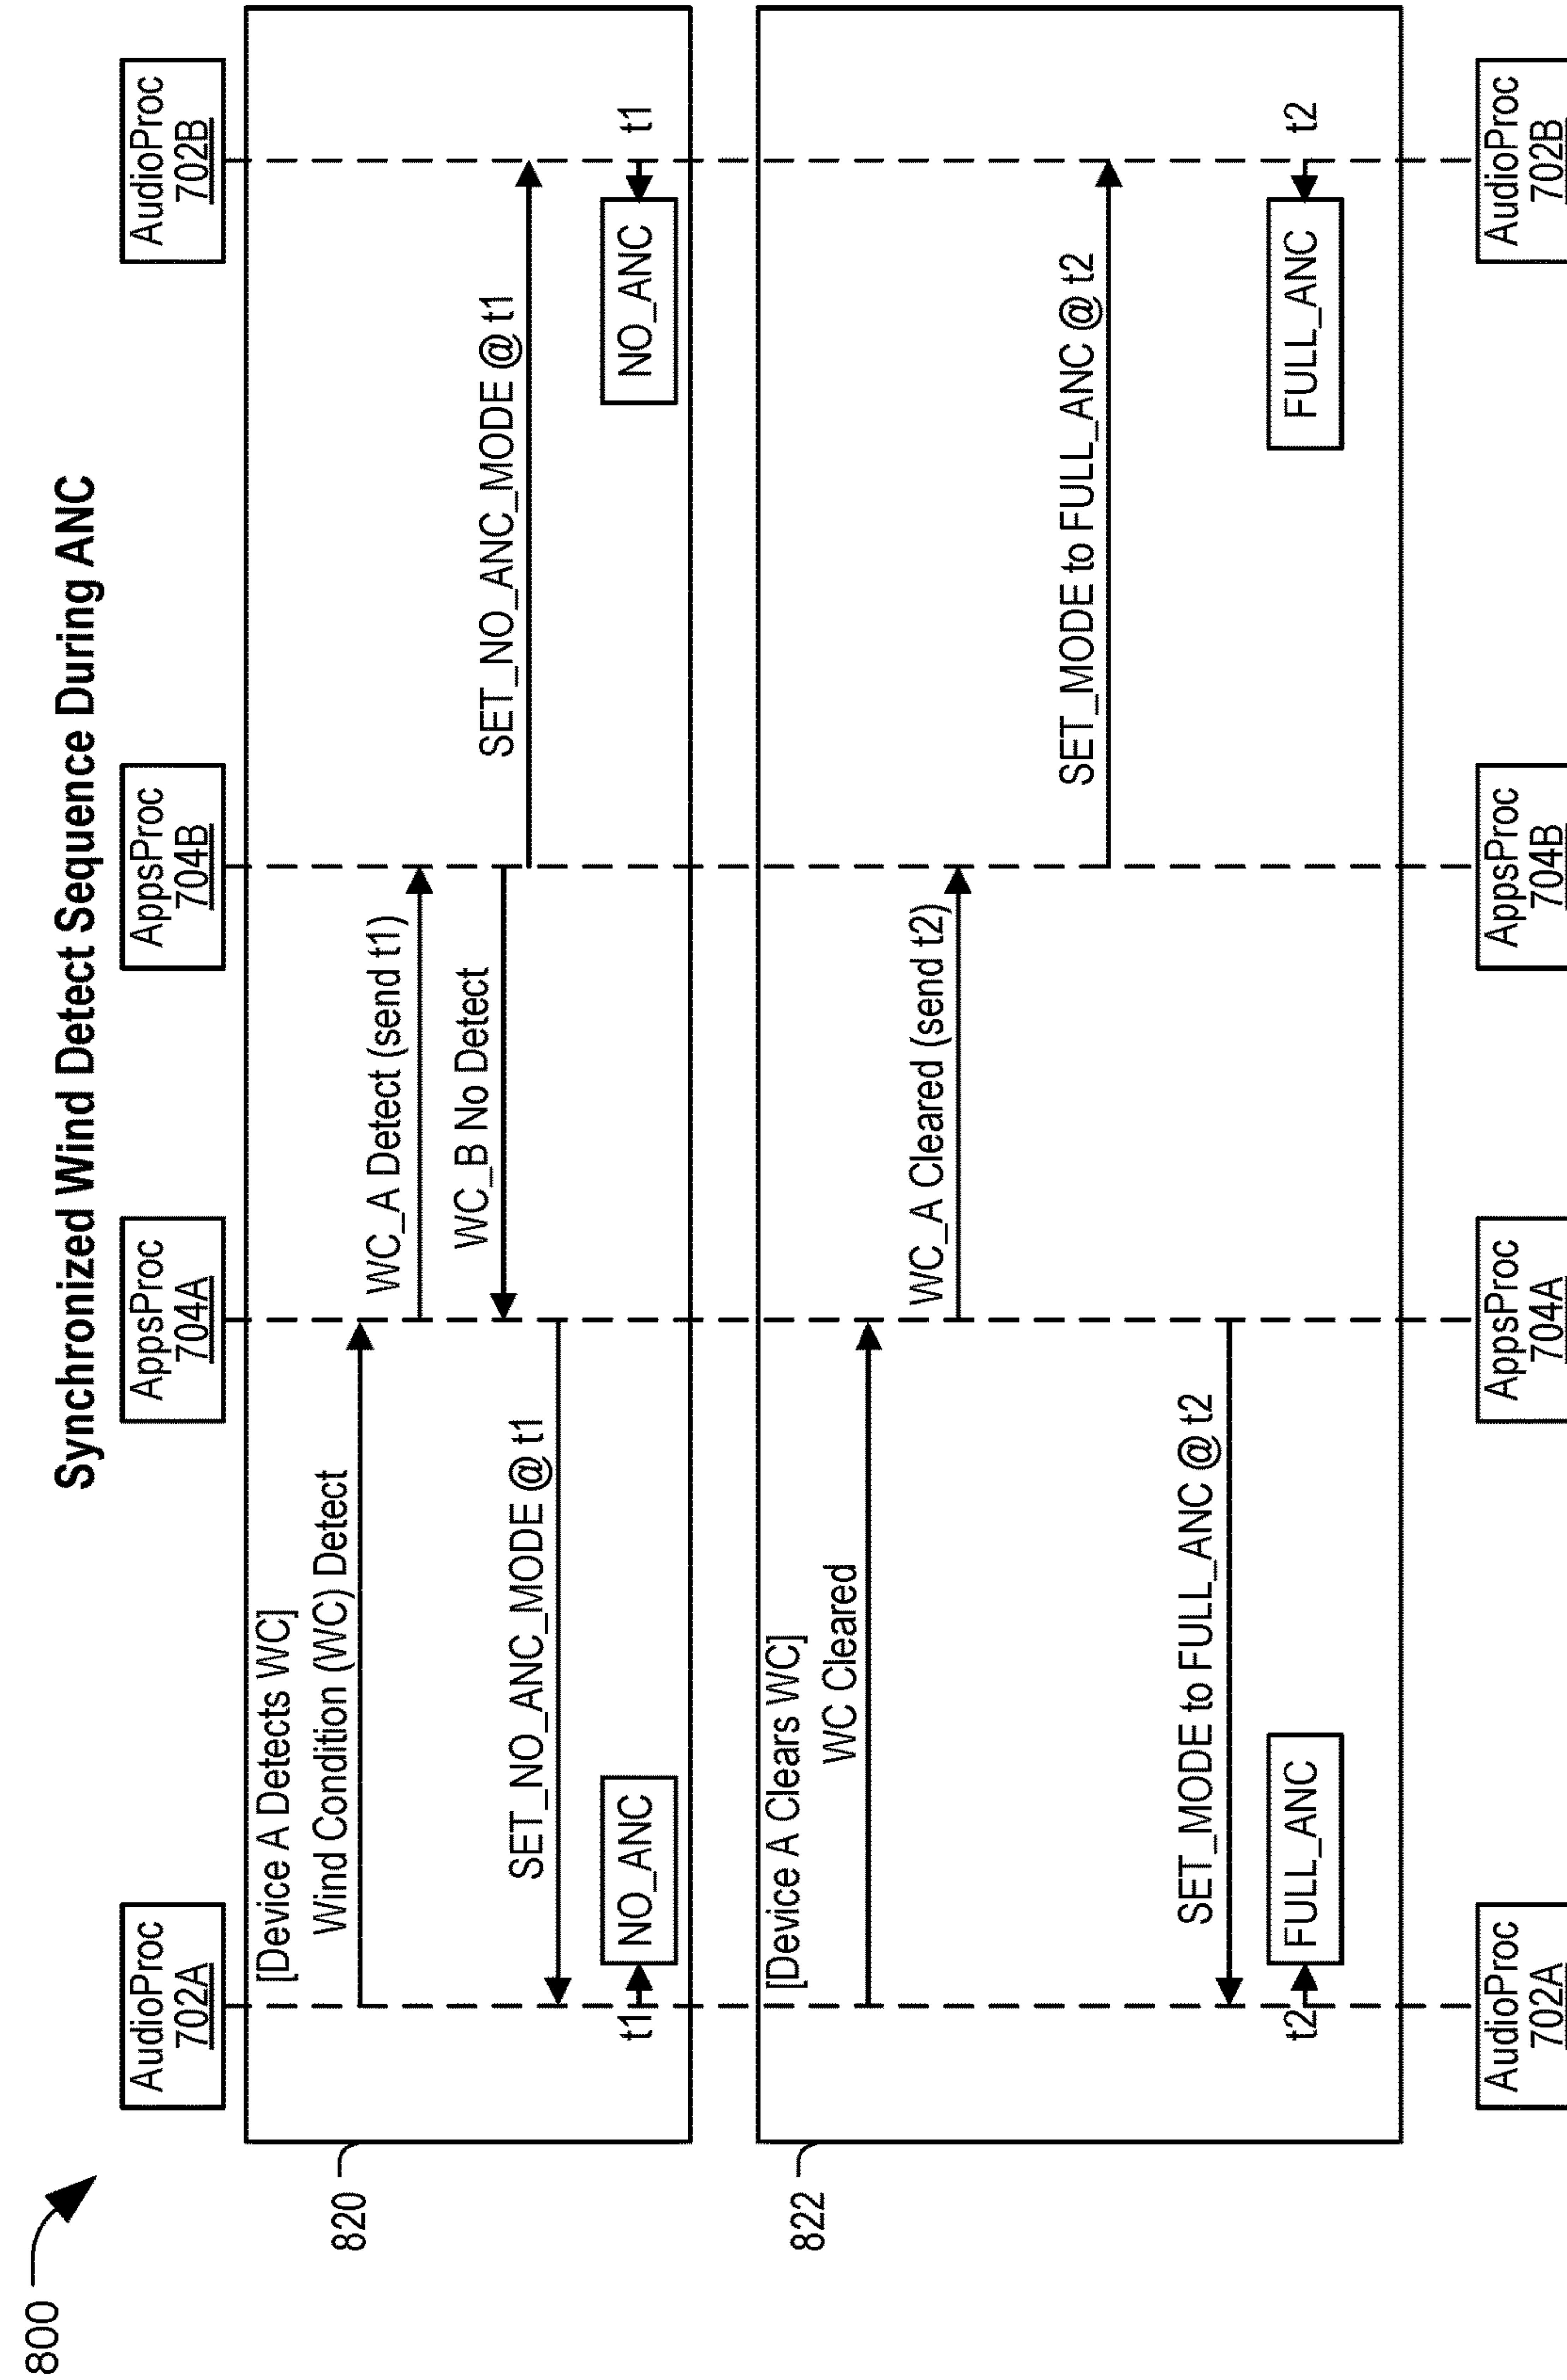 800
Synchronized Wind Detect Sequence During ANC
AudioProc
702A
AppsProc
704A
AppsProc
704B
AudioProc
702B
820
[Device A Detects WC]
Wind Condition (WC) Detect
WC_A Detect (send t1)
WC_B No Detect
SET_NO_ANC_MODE @ t1
SET_NO_ANC_MODE @ t1
t1
NO_ANC
NO_ANC
t1
822
[Device A Clears WC]
WC Cleared
WC_A Cleared (send t2)
SET_MODE to FULL_ANC @ t2
SET_MODE to FULL_ANC @ t2
t2
FULL_ANC
FULL_ANC
t2
AudioProc
702A
AppsProc
704A
AppsProc
704B
AudioProc
702B